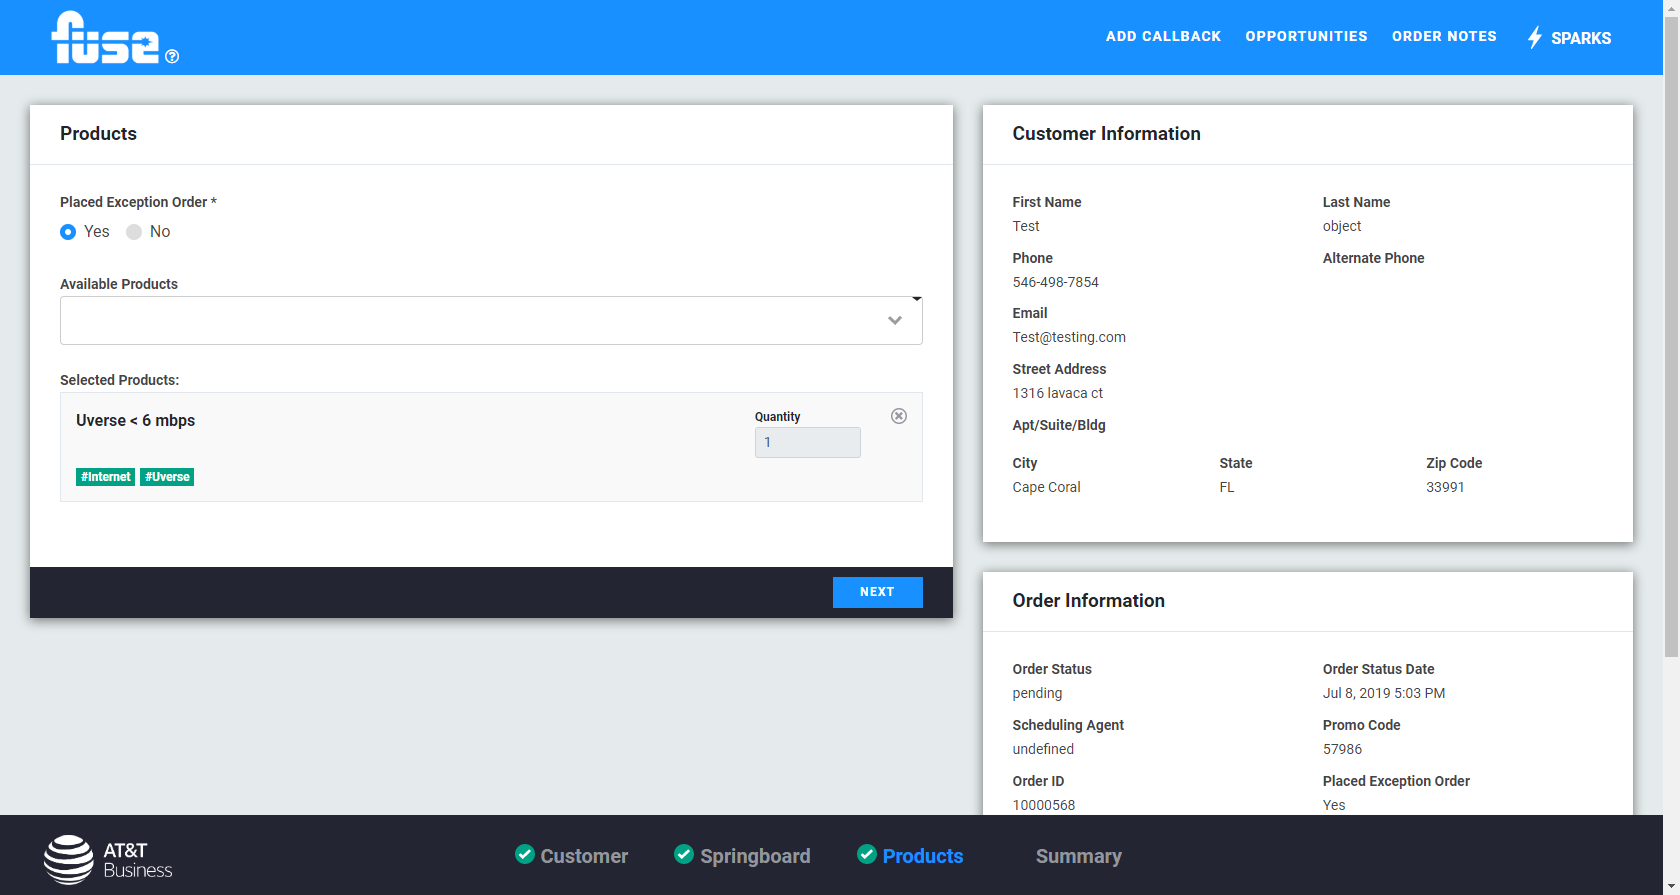 fuse ?
ADD CALLBACK OPPORTUNITIES ORDER NOTES SPARKS
Products
Placed Exception Order *
Yes No
Available Products
Selected Products:
Uverse < 6 mbps
Quantity
1
#Internet #Uverse
NEXT
Customer Information
First Name Last Name
Test object
Phone Alternate Phone
546-498-7854
Email
Test@testing.com
Street Address
1316 lavaca ct
Apt/Suite/Bldg
City State Zip Code
Cape Coral FL 33991
Order Information
Order Status Order Status Date
pending Jul 8, 2019 5:03 PM
Scheduling Agent Promo Code
undefined 57986
Order ID Placed Exception Order
10000568 Yes
AT&T
Business
Customer Springboard Products Summary